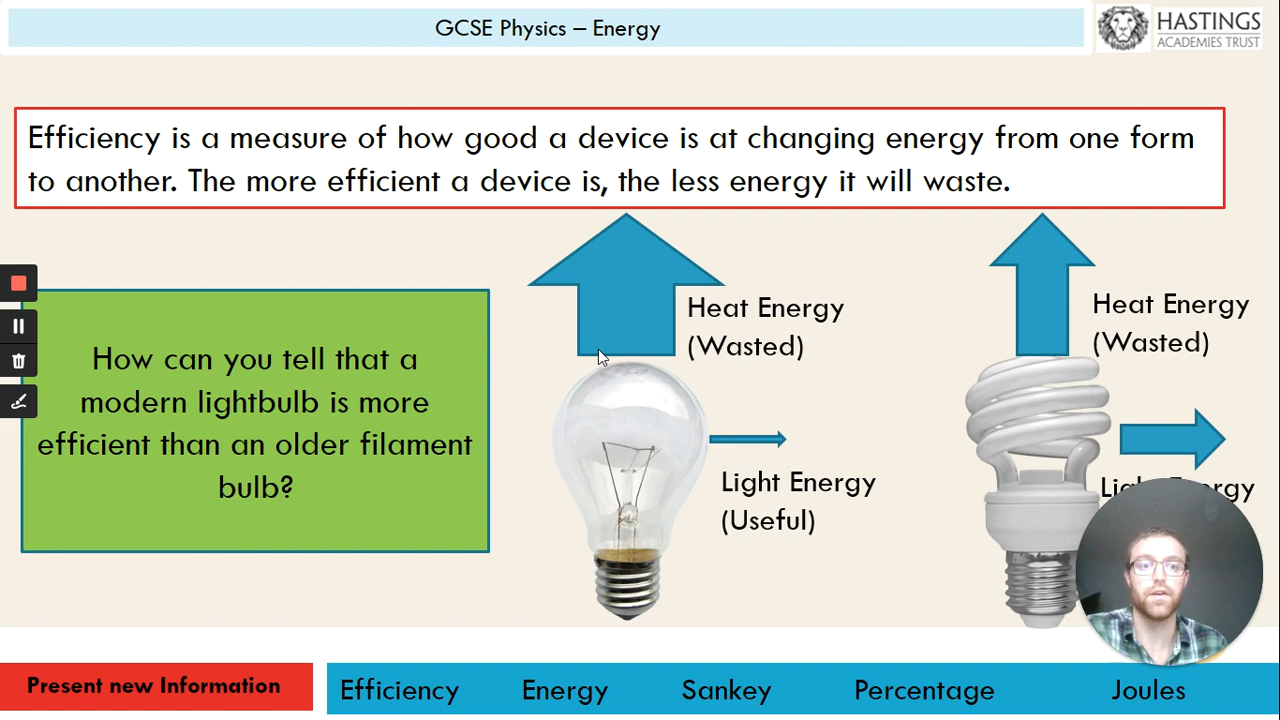 GCSE Physics – Energy
HASTINGS
ACADEMIES TRUST
Efficiency is a measure of how good a device is at changing energy from one form
to another. The more efficient a device is, the less energy it will waste.
Heat Energy
(Wasted)
Heat Energy
(Wasted)
How can you tell that a
modern lightbulb is more
efficient than an older filament
bulb?
Light Energy
(Useful)
Present new Information
Efficiency
Energy
Sankey
Percentage
Joules